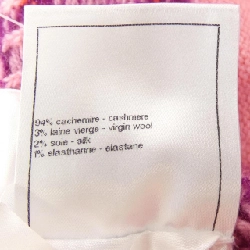 94% cachemire - cashmere
3% laine vierge - virgin wool
2% soie - silk
1% elasthanne - elastane